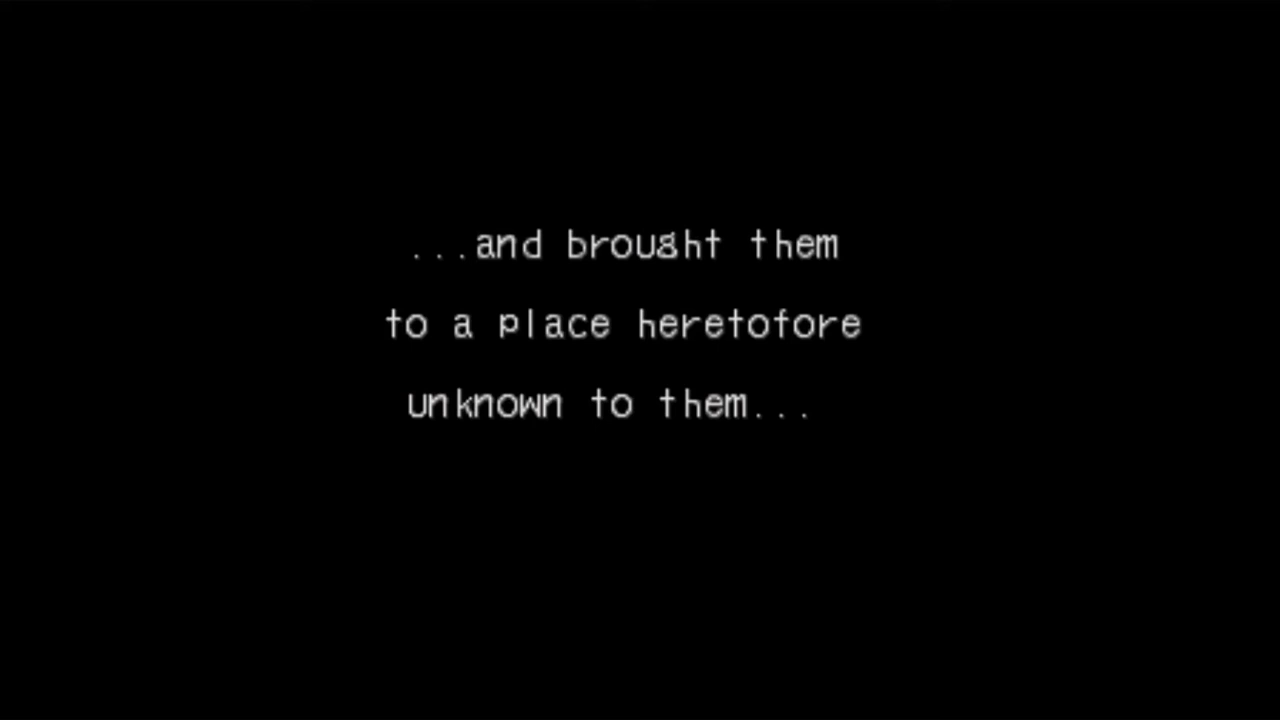 ...and brought them
to a place heretofore
unknown to them...